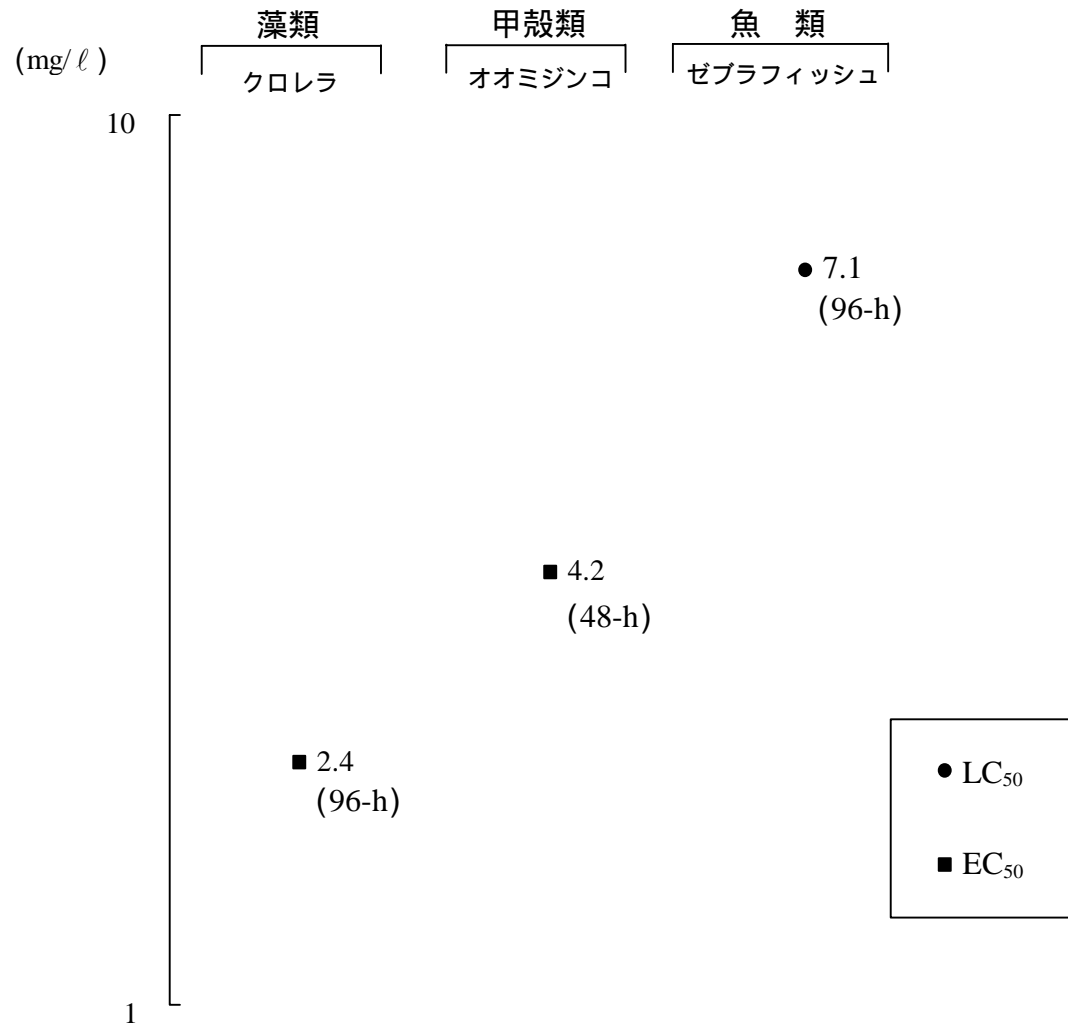 藻類 甲殻類 魚 類
(mg/ℓ)
クロレラ オオミジンコ ゼブラフィッシュ
10
7.1
(96-h)
4.2
(48-h)
2.4
(96-h)
LC50
EC50
1